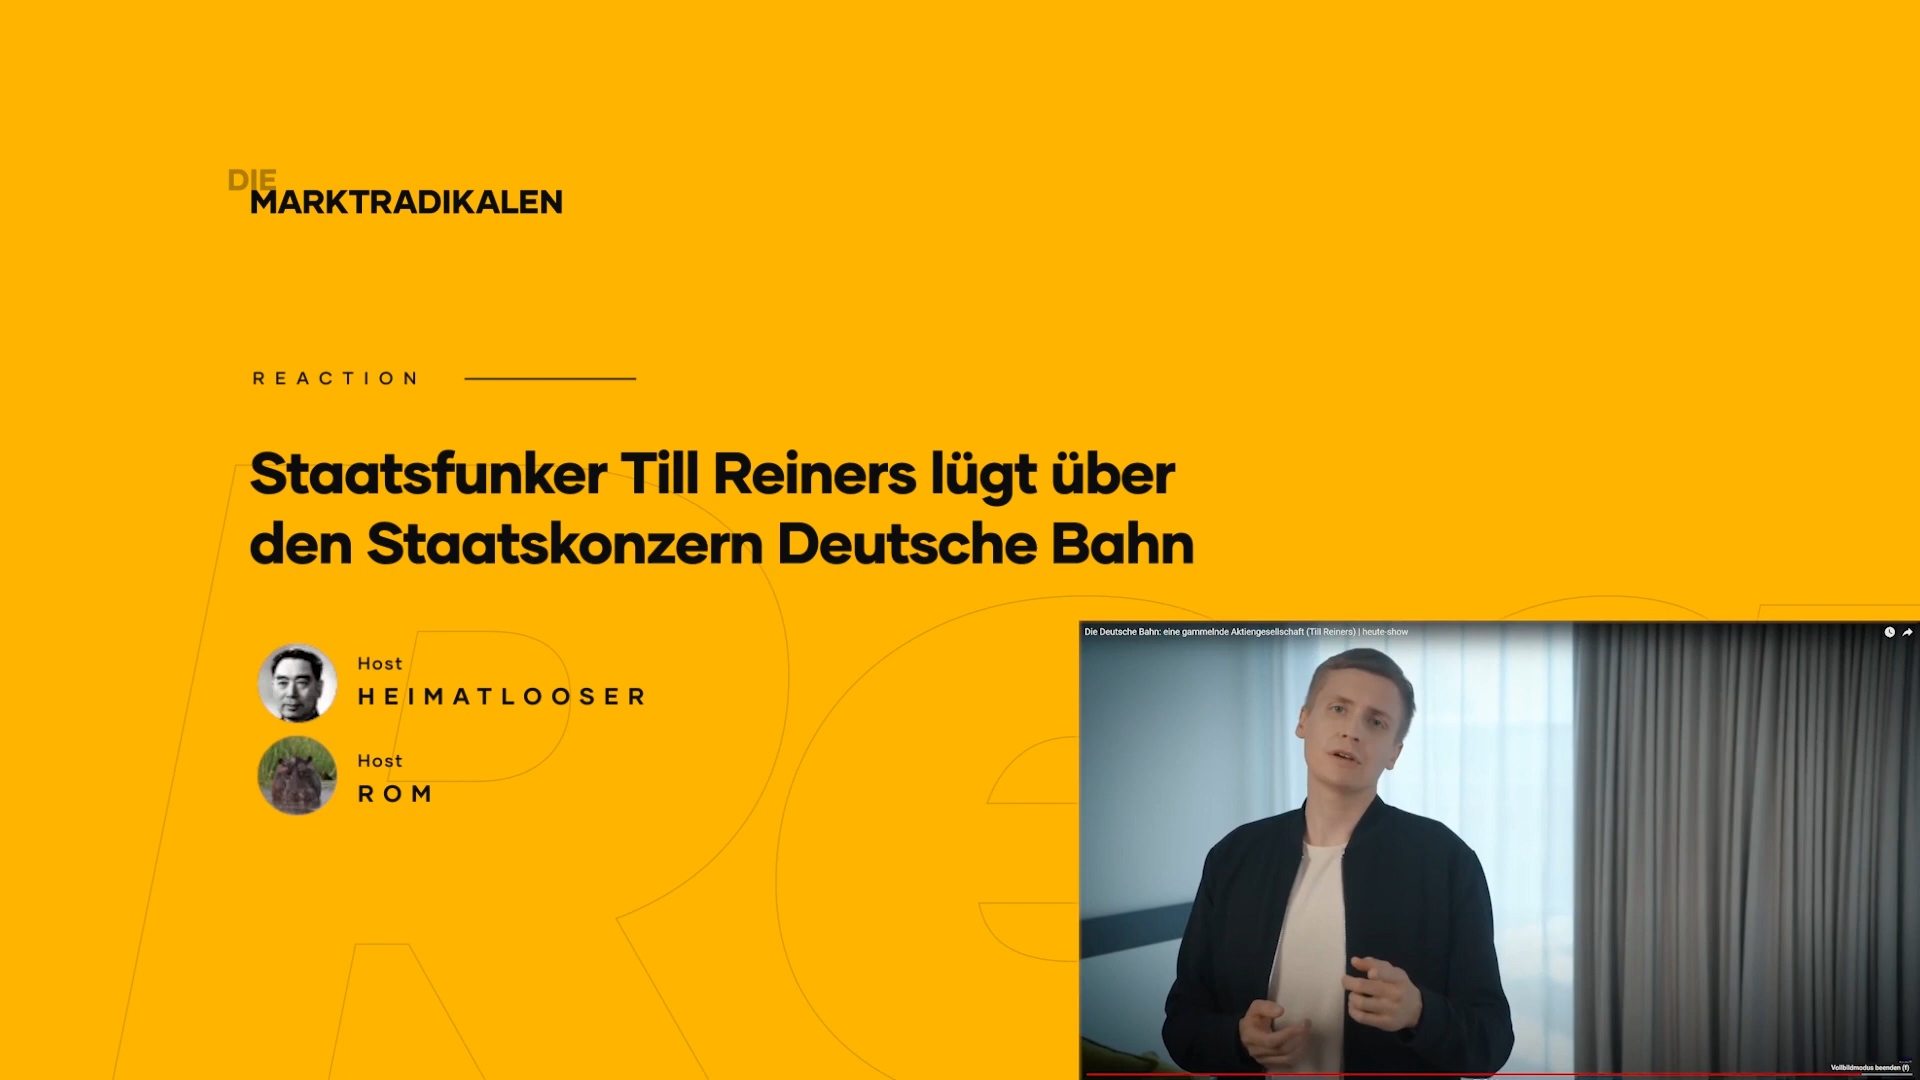 DIE
MARKTRADIKALEN
REACTION
Staatsfunker Till Reiners lügt über
den Staatskonzern Deutsche Bahn
Host
HEIMATLOOSER
Host
ROM
Die Deutsche Bahn: eine gammelnde Aktiengesellschaft (Till Reiners) | heute-show
Vollbildmodus beenden (f)